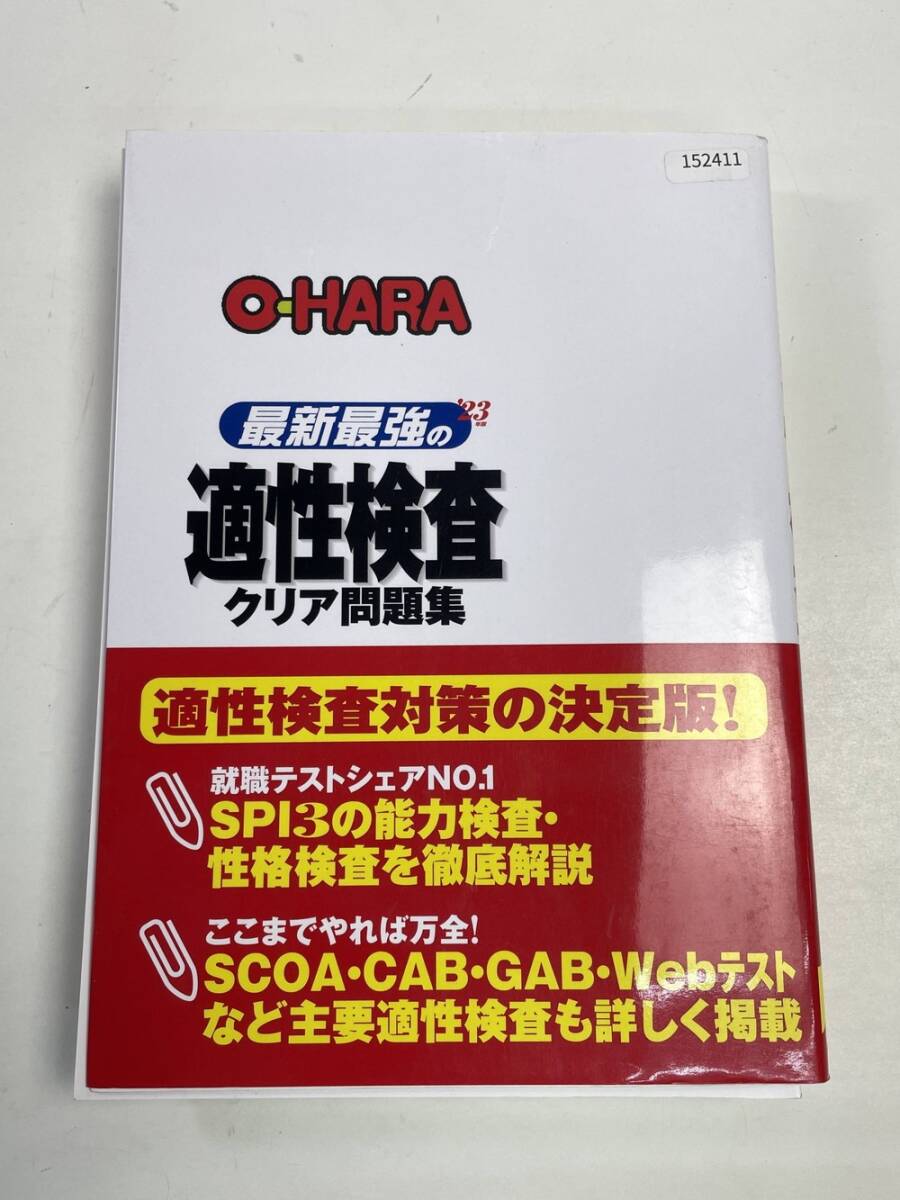 152411
O-HARA
最新最強の
'23年版
適性検査
クリア問題集
適性検査対策の決定版!
就職テストシェアNO.1
SPI3の能力検査・
性格検査を徹底解説
ここまでやれば万全!
SCOA・CAB・GAB・Webテスト
など主要適性検査も詳しく掲載